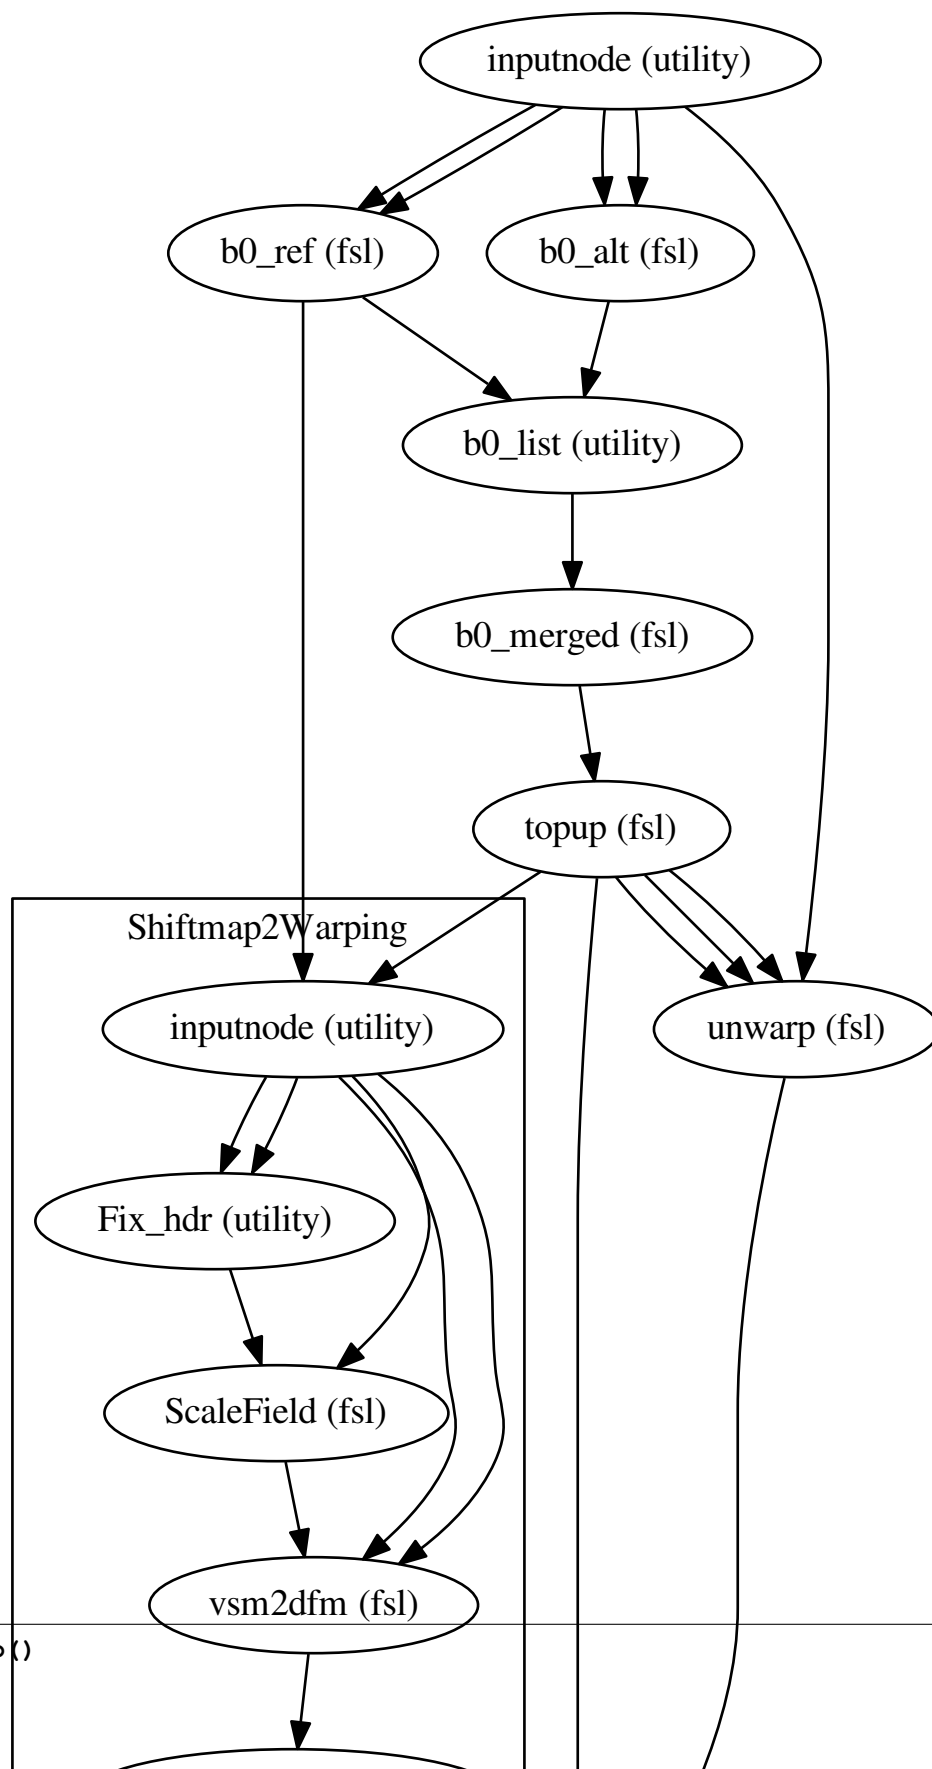 inputnode (utility)
b0_ref (fsl)
b0_alt (fsl)
b0_list (utility)
b0_merged (fsl)
topup (fsl)
Shiftmap2Warping
inputnode (utility)
unwarp (fsl)
Fix_hdr (utility)
ScaleField (fsl)
vsm2dfm (fsl)
()